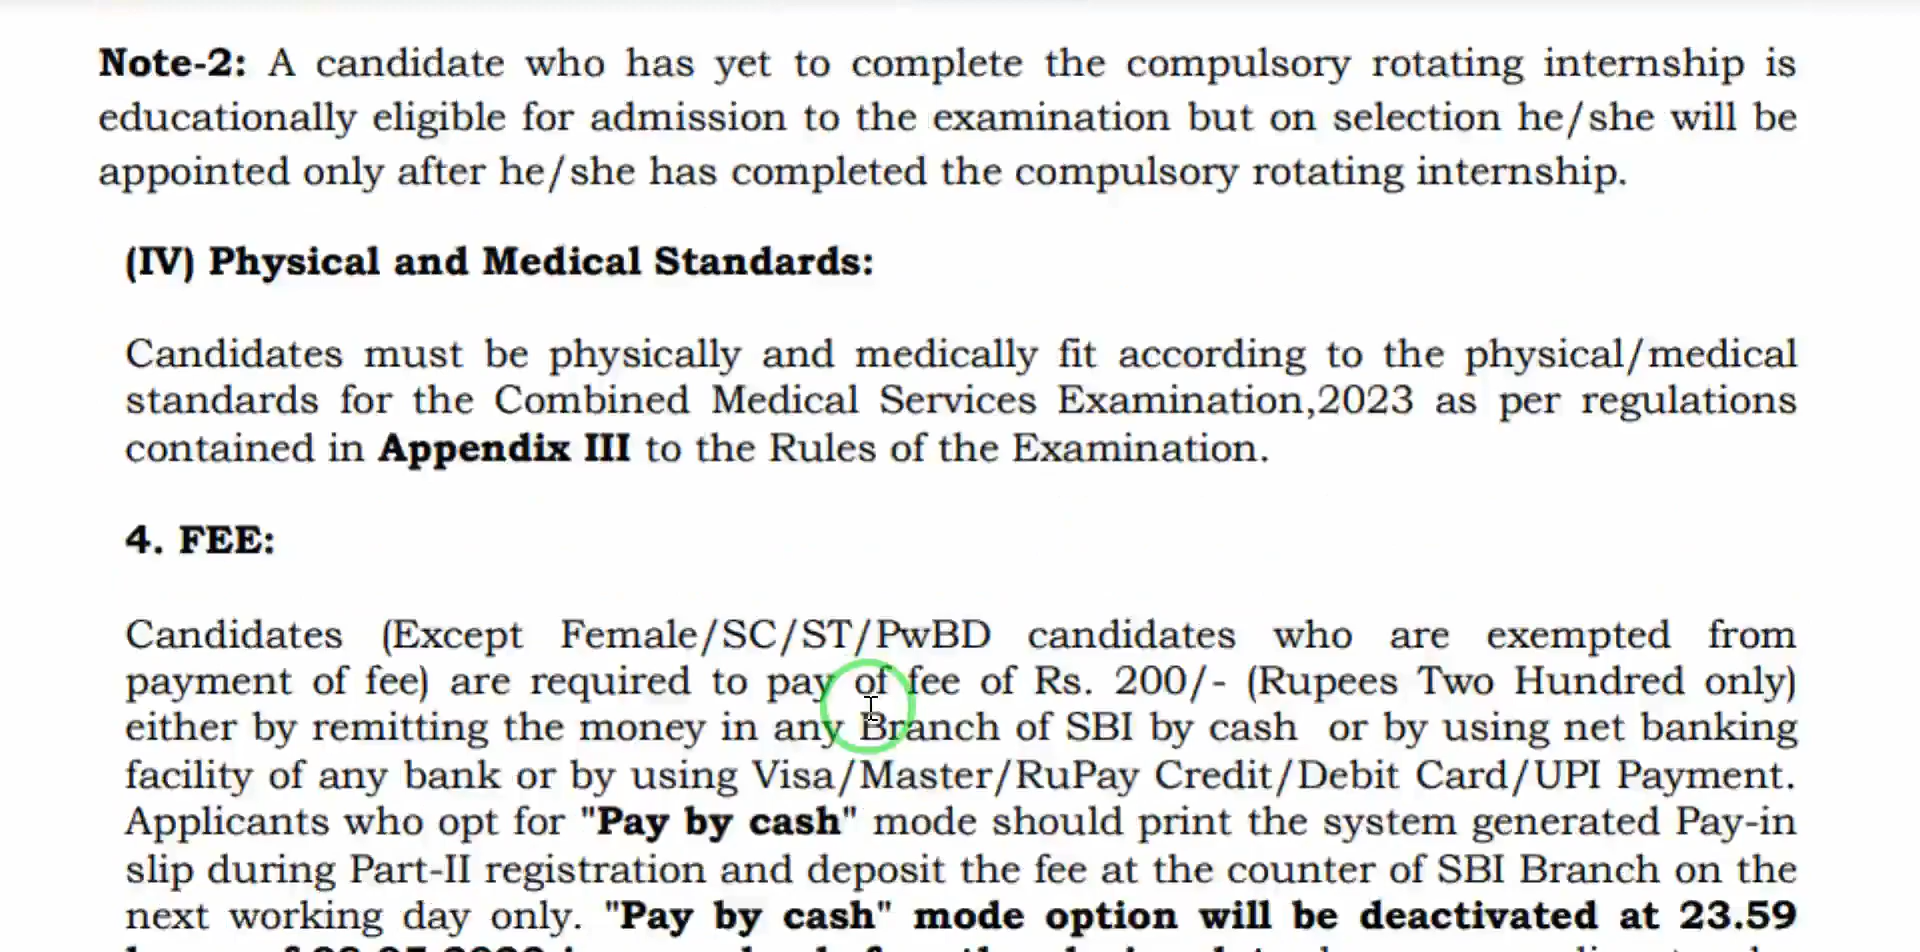 Note-2: A candidate who has yet to complete the compulsory rotating internship is
educationally eligible for admission to the examination but on selection he/she will be
appointed only after he/she has completed the compulsory rotating internship.
(IV) Physical and Medical Standards:
Candidates must be physically and medically fit according to the physical/medical
standards for the Combined Medical Services Examination,2023 as per regulations
contained in Appendix III to the Rules of the Examination.
4. FEE:
Candidates (Except Female/SC/ST/PwBD candidates who are exempted from
payment of fee) are required to pay of fee of Rs. 200/- (Rupees Two Hundred only)
either by remitting the money in any Branch of SBI by cash or by using net banking
facility of any bank or by using Visa/Master/RuPay Credit/Debit Card/UPI Payment.
Applicants who opt for "Pay by cash" mode should print the system generated Pay-in
slip during Part-II registration and deposit the fee at the counter of SBI Branch on the
next working day only. "Pay by cash" mode option will be deactivated at 23.59